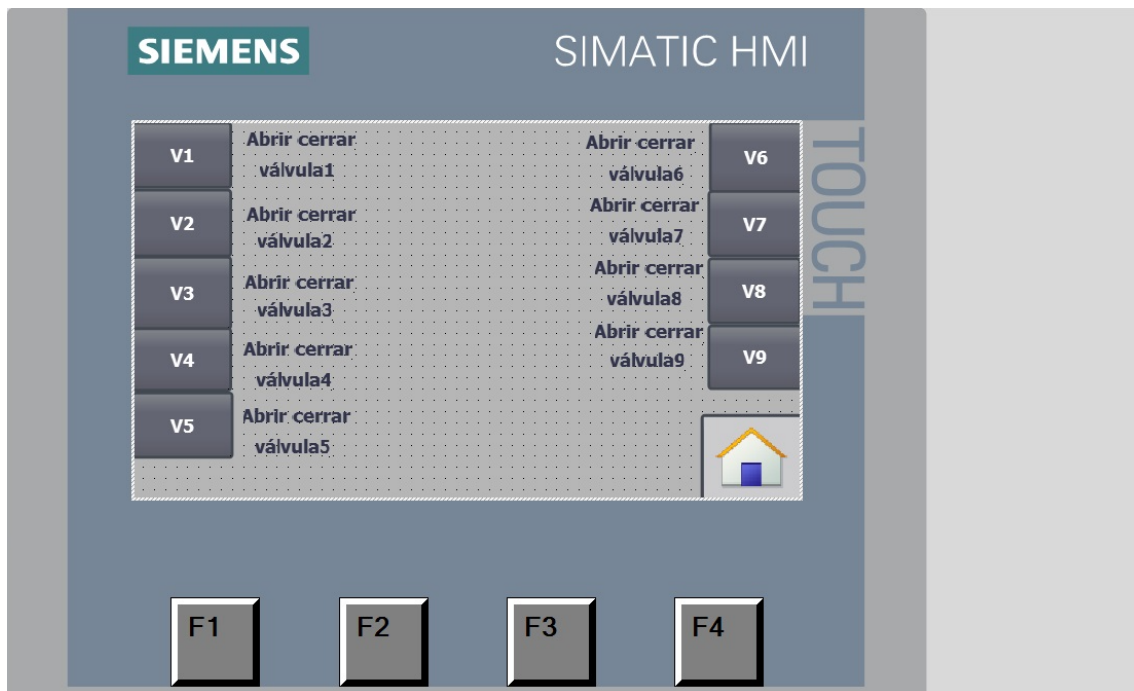 SIEMENS
SIMATIC HMI
TOUCH
V1
Abrir cerrar
válvula1
V2
Abrir cerrar
válvula2
V3
Abrir cerrar
válvula3
V4
Abrir cerrar
válvula4
V5
Abrir cerrar
válvula5
Abrir cerrar
válvula6
V6
Abrir cerrar
válvula7
V7
Abrir cerrar
válvula8
V8
Abrir cerrar
válvula9
V9
F1
F2
F3
F4